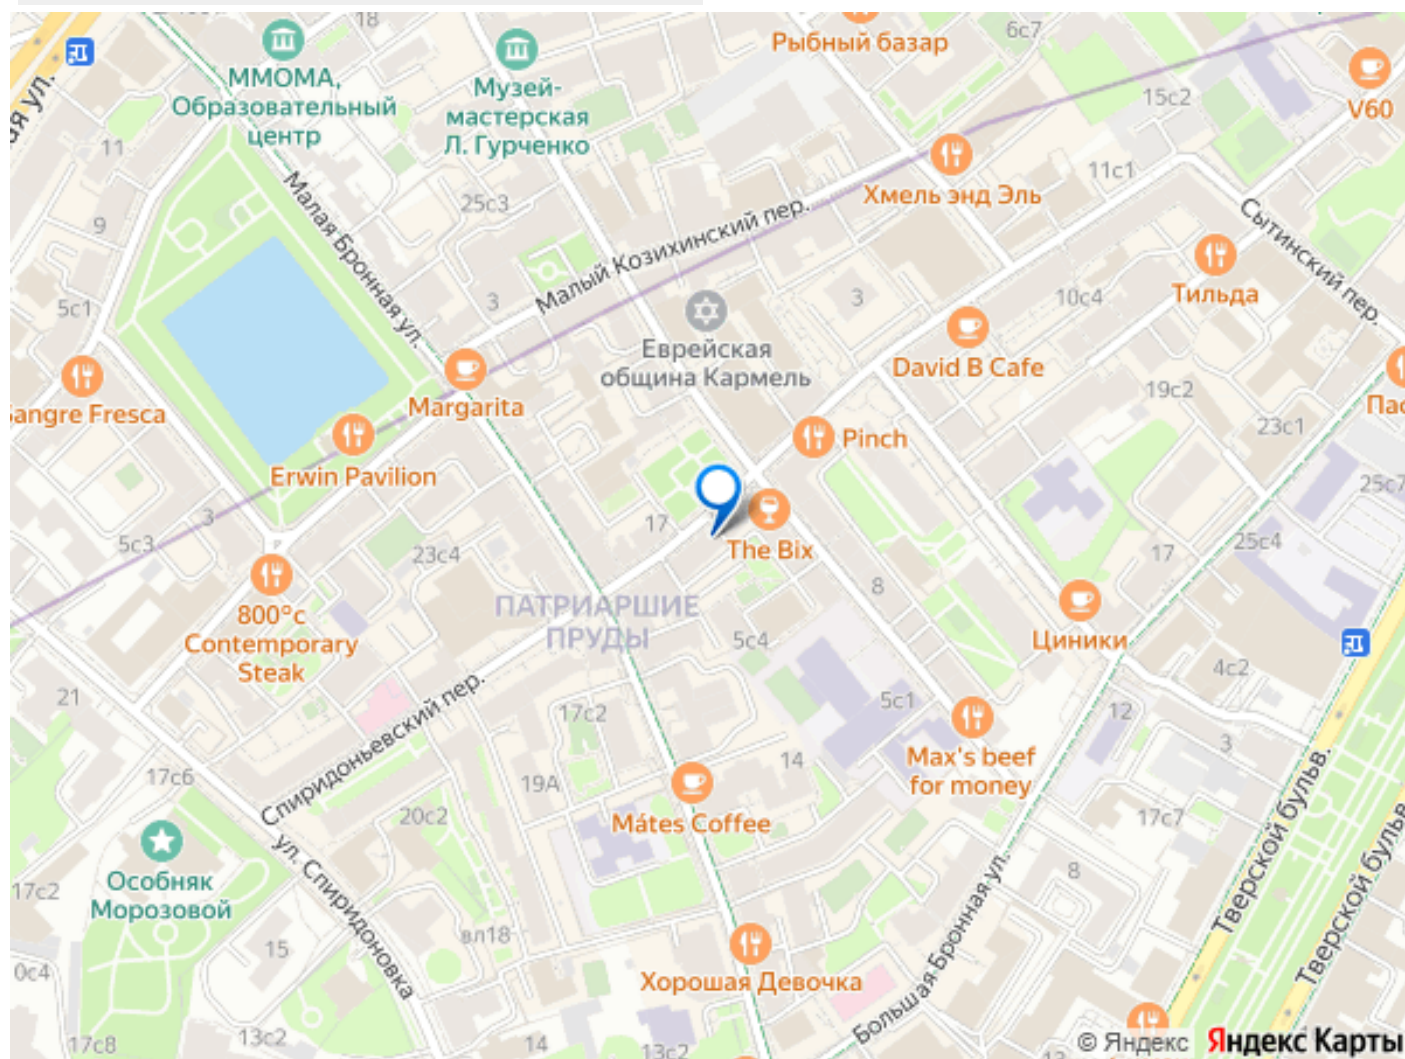 18
6с7
Рыбный базар
ММОМА,
Образовательный
центр
Музей-
мастерская
Л. Гурченко
15с2
V60
ая ул.
11
11с1
Хмель энд Эль
25с3
Малая Бронная ул.
Малый Козихинский пер.
Сытинский пер.
9
3
3
10с4
Тильда
5с1
Еврейская
община Кармель
David B Cafe
19с2
Sangre Fresca
Margarita
Pinch
23с1
Erwin Pavilion
25с7
3
17
5с3
23с4
The Bix
17
25с4
800°c
Contemporary
Steak
ПАТРИАРШИЕ
ПРУДЫ
8
5с4
Циники
4с2
21
Спиридоньевский пер.
17с2
5с1
12
3
Max's beef
for money
14
17с6
19А
20с2
Mátes Coffee
17с7
Тверской бульв.
Тверской бульв.
8
Особняк
Морозовой
17с2
ул. Спиридоновка
вл18
15
Большая Бронная ул.
0с4
Хорошая Девочка
17с8
13с2
14
13с2
© Яндекс Яндекс Карты